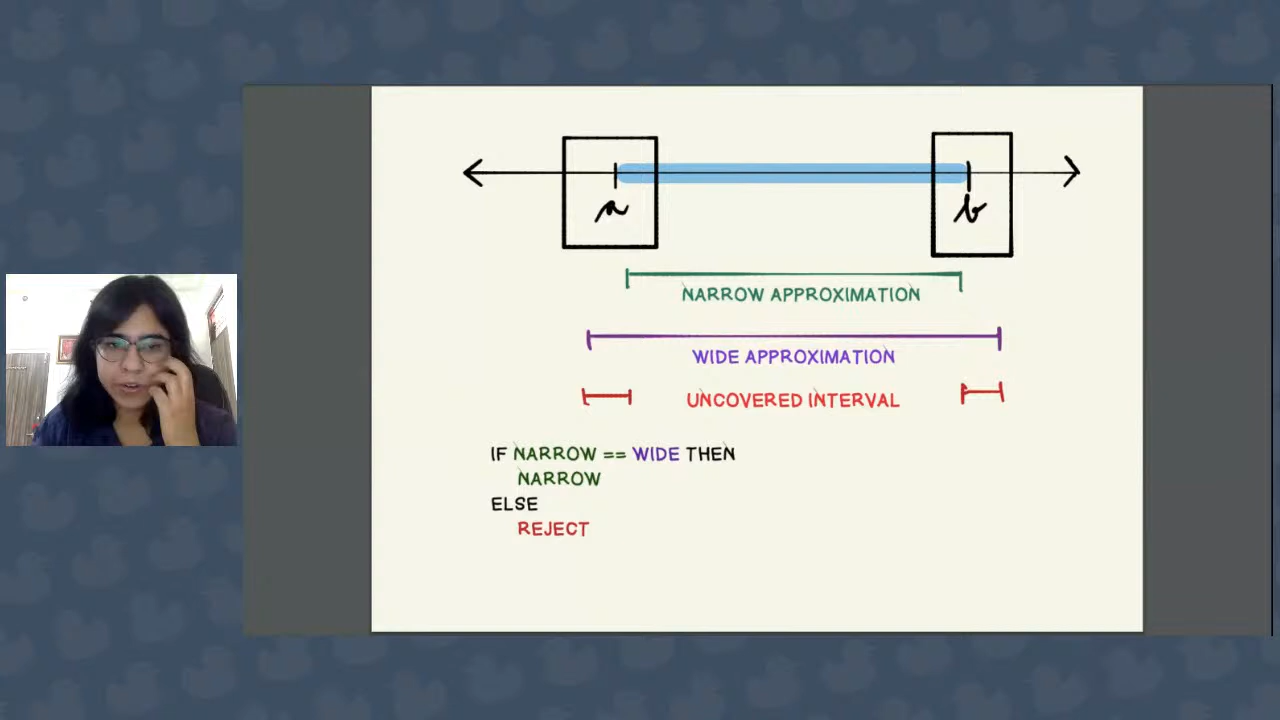 a
b
NARROW APPROXIMATION
WIDE APPROXIMATION
UNCOVERED INTERVAL
IF NARROW == WIDE THEN
NARROW
ELSE
REJECT